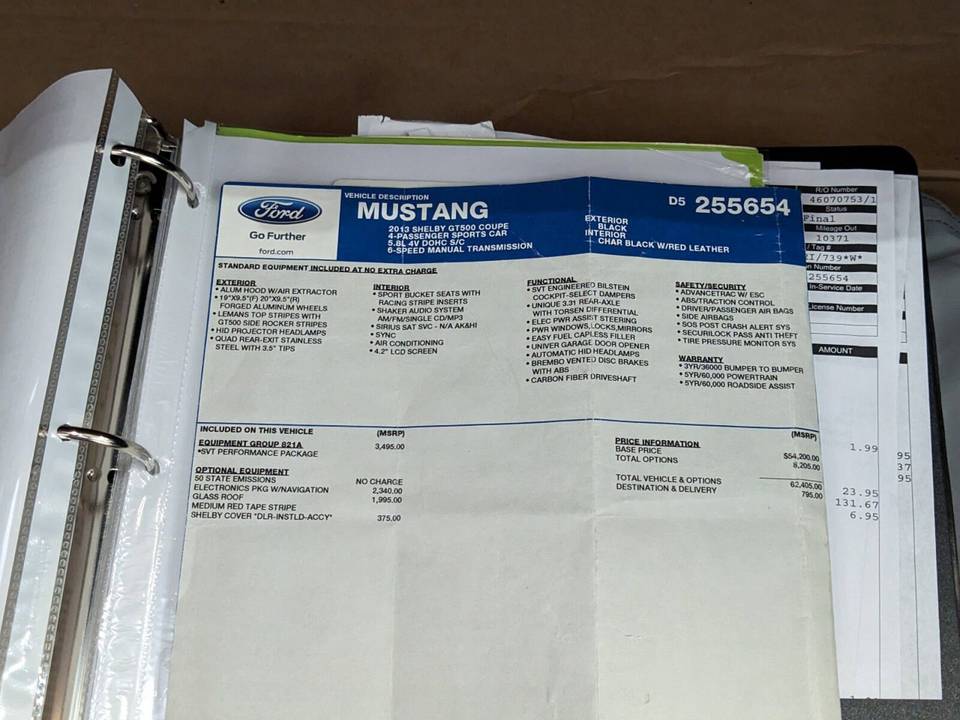 Ford
Go Further
ford.com
VEHICLE DESCRIPTION
MUSTANG
2013 SHELBY GT500 COUPE
4-PASSENGER SPORTS CAR
5.8L 4V DOHC S/C
6-SPEED MANUAL TRANSMISSION
D5 255654
EXTERIOR
BLACK
INTERIOR
CHAR BLACK W/RED LEATHER
STANDARD EQUIPMENT INCLUDED AT NO EXTRA CHARGE
EXTERIOR
• ALUM HOOD W/AIR EXTRACTOR
• 19"X9.5"(F) 20"X9.5"(R)
FORGED ALUMINUM WHEELS
• LEMANS TOP STRIPES WITH
GT500 SIDE ROCKER STRIPES
• HD PROJECTOR HEADLAMPS
• QUAD REAR-EXIT STAINLESS
STEEL WITH 3.5" TIPS
INTERIOR
• SPORT BUCKET SEATS WITH
RACING STRIPE INSERTS
• SHAKER AUDIO SYSTEM
AM/FM/SINGLE CD/MP3
• SIRIUS SAT SVC - N/A AK&HI
• SYNC
• AIR CONDITIONING
• 4.2" LCD SCREEN
FUNCTIONAL
• SVT ENGINEERED BILSTEIN
COCKPIT-SELECT DAMPERS
• UNIQUE 3.31 REAR-AXLE
WITH TORSEN DIFFERENTIAL
• ELEC PWR ASSIST STEERING
• PWR WINDOWS,LOCKS,MIRRORS
• EASY FUEL CAPLESS FILLER
• UNIVER GARAGE DOOR OPENER
• AUTOMATIC HID HEADLAMPS
• BREMBO VENTED DISC BRAKES
WITH ABS
• CARBON FIBER DRIVESHAFT
SAFETY/SECURITY
• ADVANCETRAC W/ ESC
• ABS/TRACTION CONTROL
• DRIVER/PASSENGER AIR BAGS
• SIDE AIRBAGS
• SOS POST CRASH ALERT SYS
• SECURILOCK PASS ANTI THEFT
• TIRE PRESSURE MONITOR SYS
WARRANTY
• 3YR/36000 BUMPER TO BUMPER
• 5YR/60,000 POWERTRAIN
• 5YR/60,000 ROADSIDE ASSIST
INCLUDED ON THIS VEHICLE (MSRP)
EQUIPMENT GROUP 821A 3,495.00
•SVT PERFORMANCE PACKAGE
OPTIONAL EQUIPMENT
50 STATE EMISSIONS NO CHARGE
ELECTRONICS PKG W/NAVIGATION 2,340.00
GLASS ROOF 1,995.00
MEDIUM RED TAPE STRIPE
SHELBY COVER "DLR-INSTLD-ACCY" 375.00
PRICE INFORMATION (MSRP)
BASE PRICE $54,200.00
TOTAL OPTIONS 8,205.00
TOTAL VEHICLE & OPTIONS 62,405.00
DESTINATION & DELIVERY 795.00
R/O Number
46070753/1
Status
Final
Mileage Out
10371
/ Tag #
/739*W*
n Number
255654
In-Service Date
License Number
AMOUNT
1.99
95
37
95
23.95
131.67
6.95